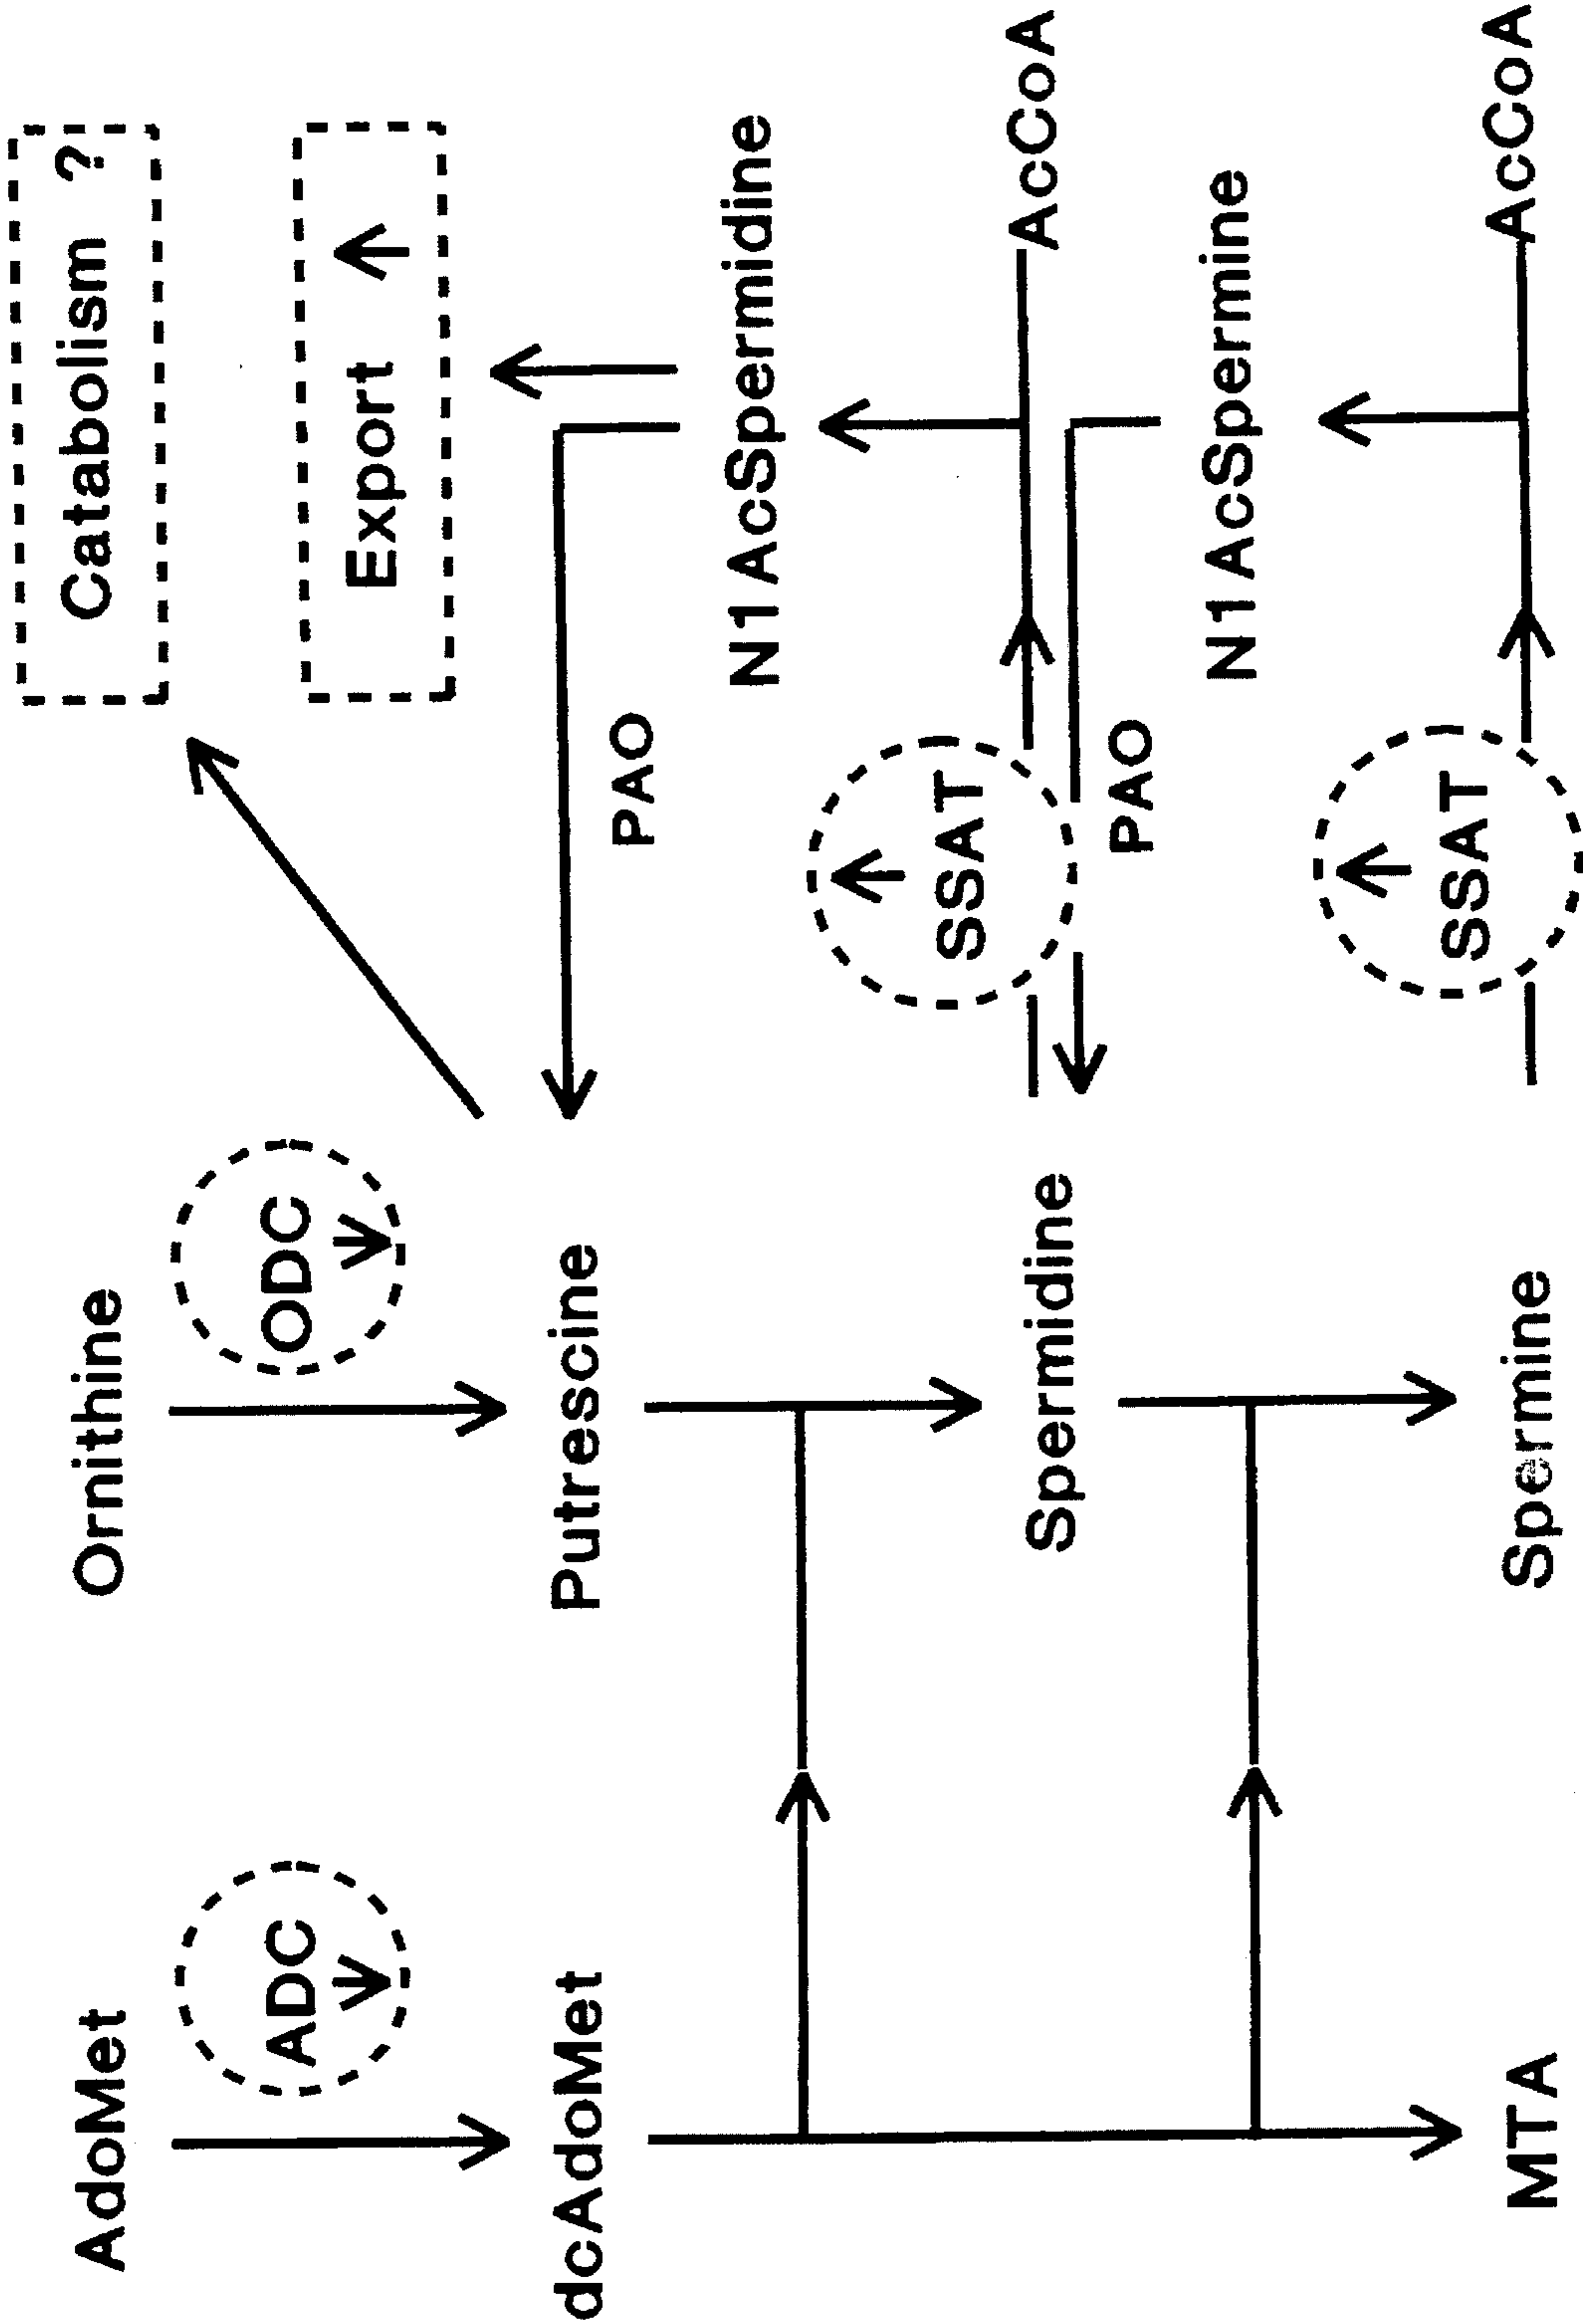 AdoMet
Ornithine
Catabolism ?
ADC
ODC
Export
dcAdoMet
Putrescine
PAO
N1AcSpermidine
SSAT
Spermidine
AcCoA
PAO
N1AcSpermine
SSAT
MTA
Spermine
AcCoA